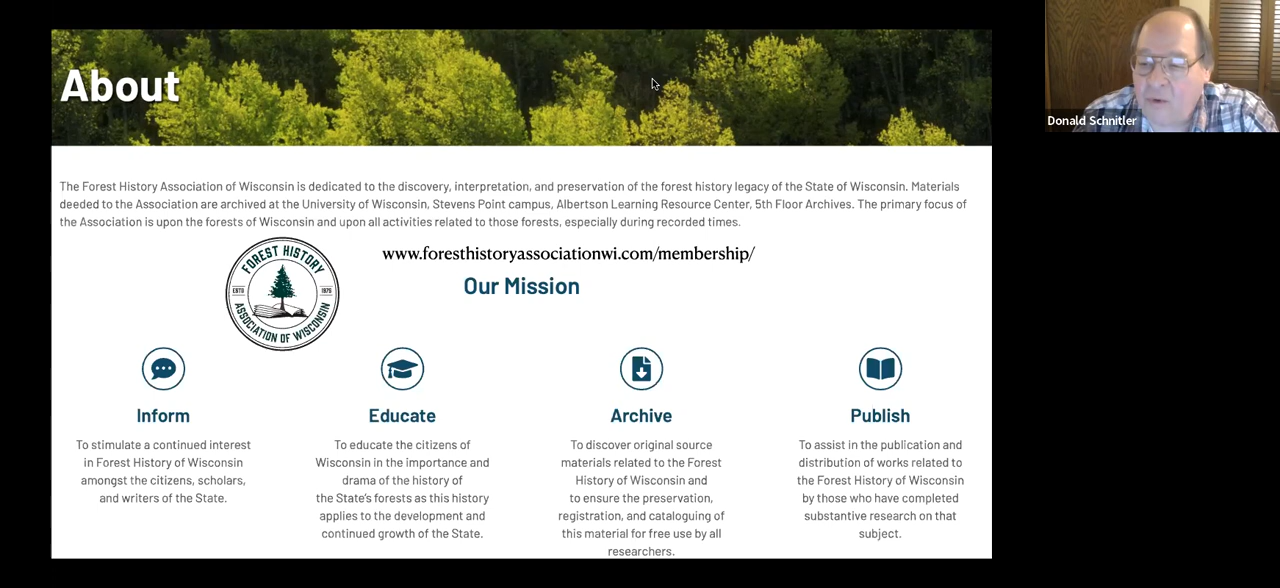 About
Donald Schnitler
The Forest History Association of Wisconsin is dedicated to the discovery, interpretation, and preservation of the forest history legacy of the State of Wisconsin. Materials
deeded to the Association are archived at the University of Wisconsin, Stevens Point campus, Albertson Learning Resource Center, 5th Floor Archives. The primary focus of
the Association is upon the forests of Wisconsin and upon all activities related to those forests, especially during recorded times.
www.foresthistoryassociationwi.com/membership/
FOREST HISTORY
ESTD 1975
ASSOCIATION OF WISCONSIN
Our Mission
Inform
To stimulate a continued interest
in Forest History of Wisconsin
amongst the citizens, scholars,
and writers of the State.
Educate
To educate the citizens of
Wisconsin in the importance and
drama of the history of
the State's forests as this history
applies to the development and
continued growth of the State.
Archive
To discover original source
materials related to the Forest
History of Wisconsin and
to ensure the preservation,
registration, and cataloguing of
this material for free use by all
researchers.
Publish
To assist in the publication and
distribution of works related to
the Forest History of Wisconsin
by those who have completed
substantive research on that
subject.